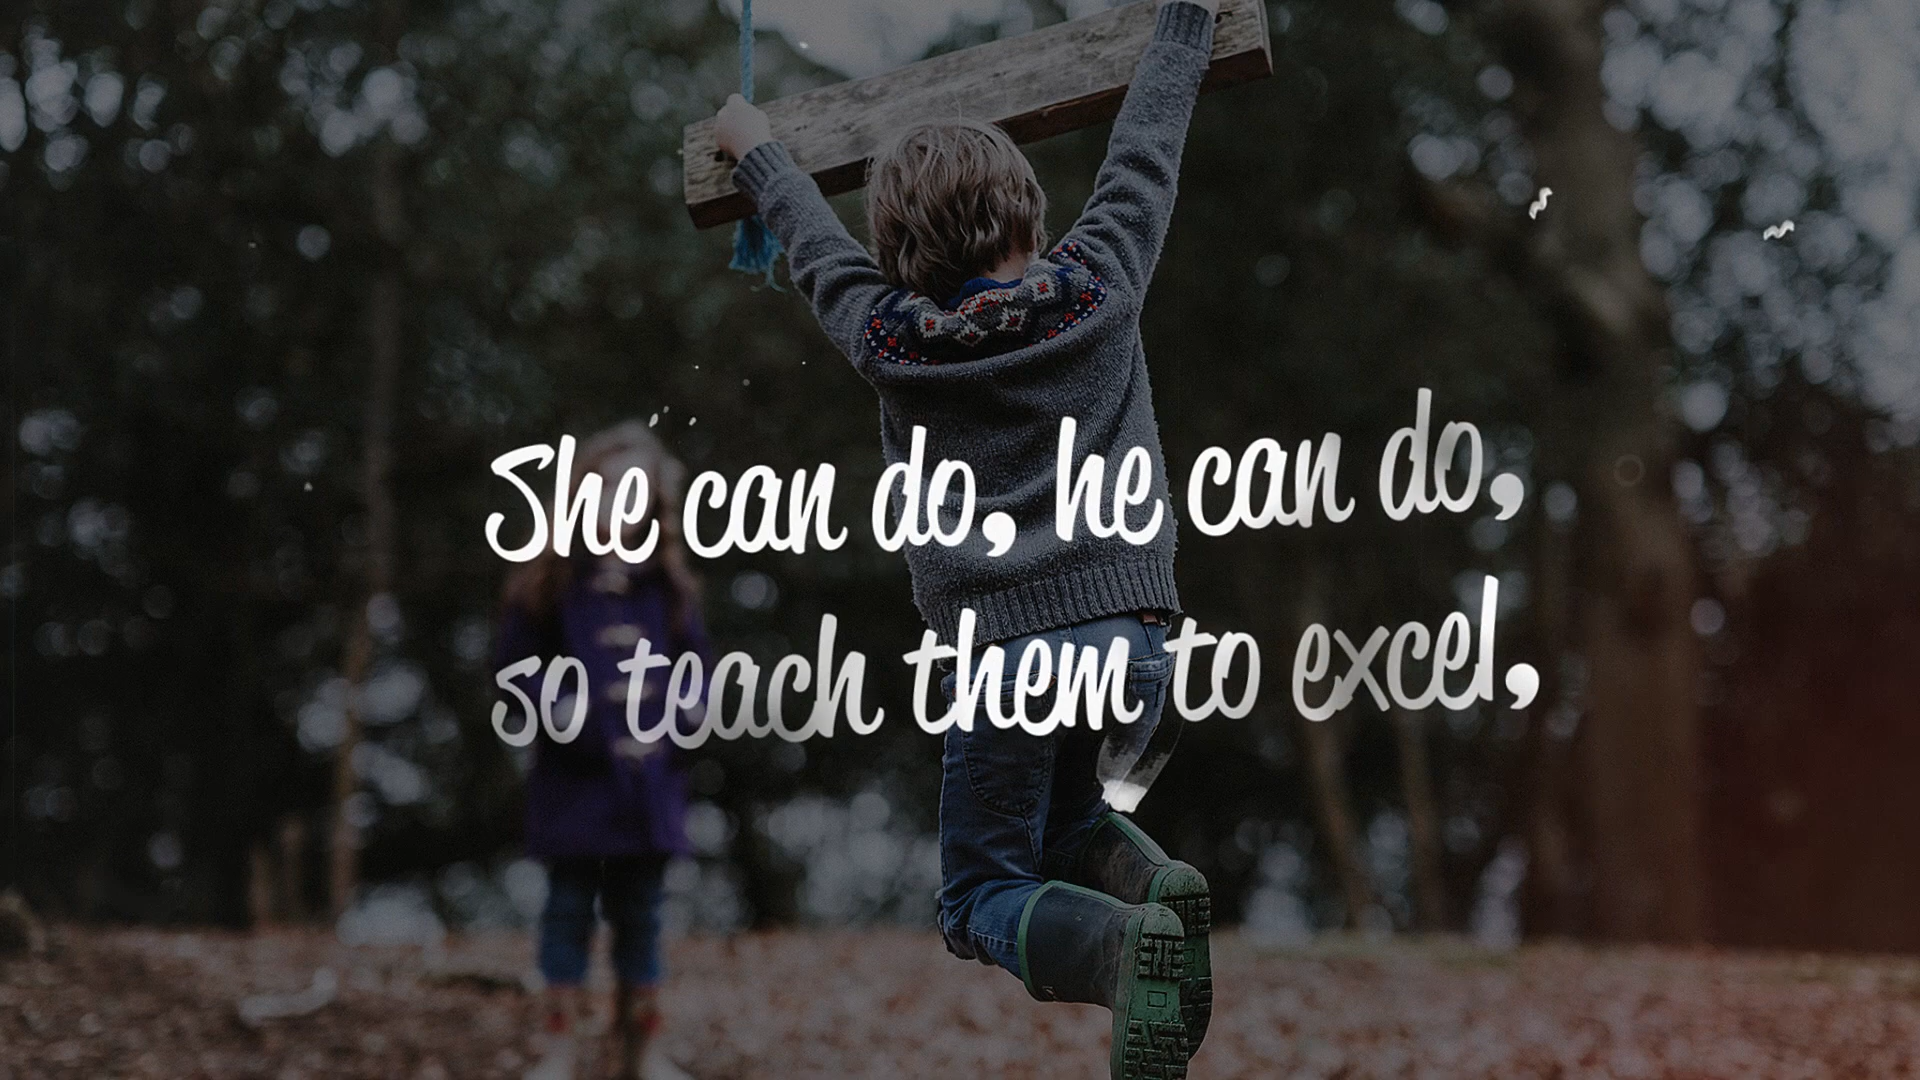 She can do, he can do,
so teach them to excel,